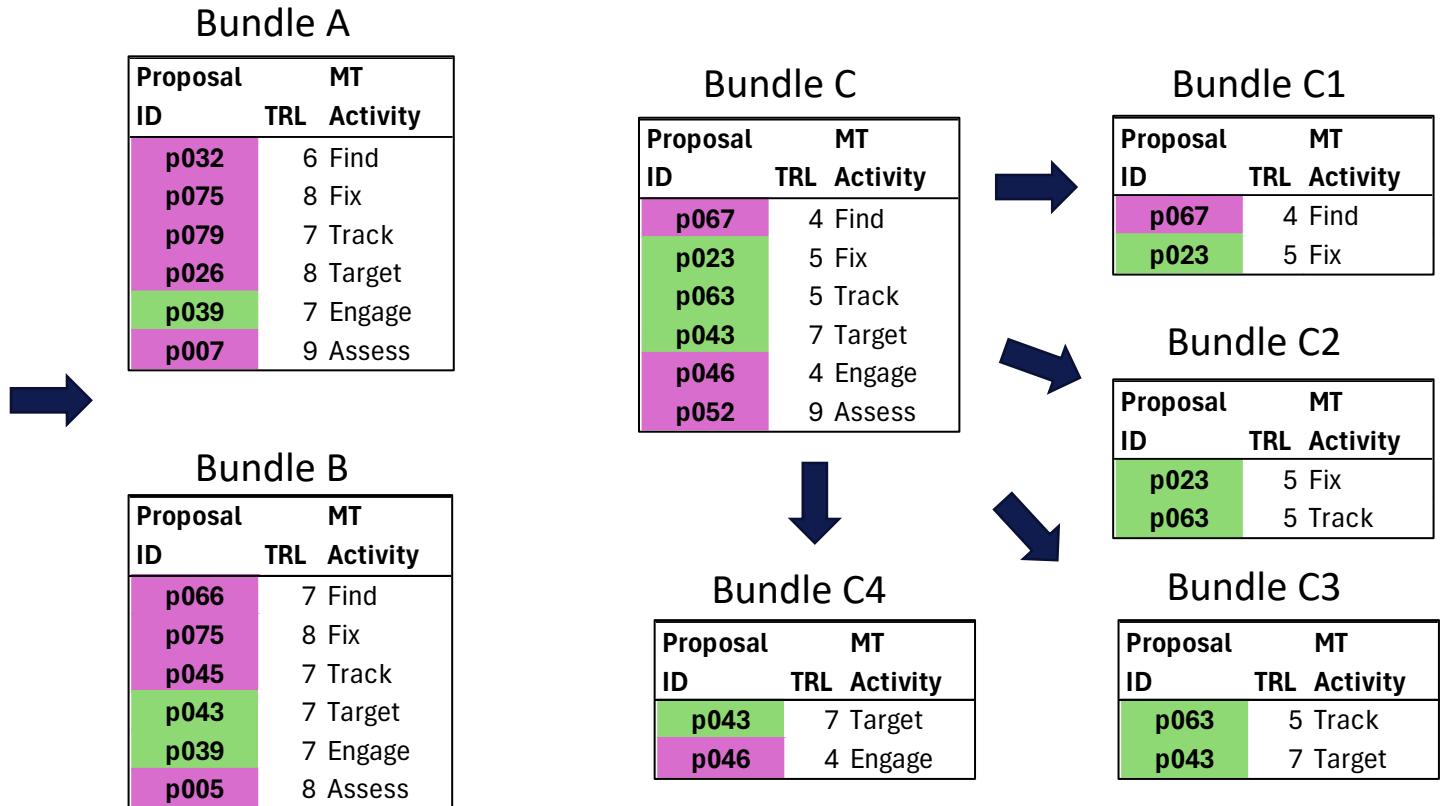 Bundle A
Proposal MT
ID TRL Activity
p032 6 Find
p075 8 Fix
p079 7 Track
p026 8 Target
p039 7 Engage
p007 9 Assess
Bundle B
Proposal MT
ID TRL Activity
p066 7 Find
p075 8 Fix
p045 7 Track
p043 7 Target
p039 7 Engage
p005 8 Assess
Bundle C
Proposal MT
ID TRL Activity
p067 4 Find
p023 5 Fix
p063 5 Track
p043 7 Target
p046 4 Engage
p052 9 Assess
Bundle C1
Proposal MT
ID TRL Activity
p067 4 Find
p023 5 Fix
Bundle C2
Proposal MT
ID TRL Activity
p023 5 Fix
p063 5 Track
Bundle C4
Proposal MT
ID TRL Activity
p043 7 Target
p046 4 Engage
Bundle C3
Proposal MT
ID TRL Activity
p063 5 Track
p043 7 Target